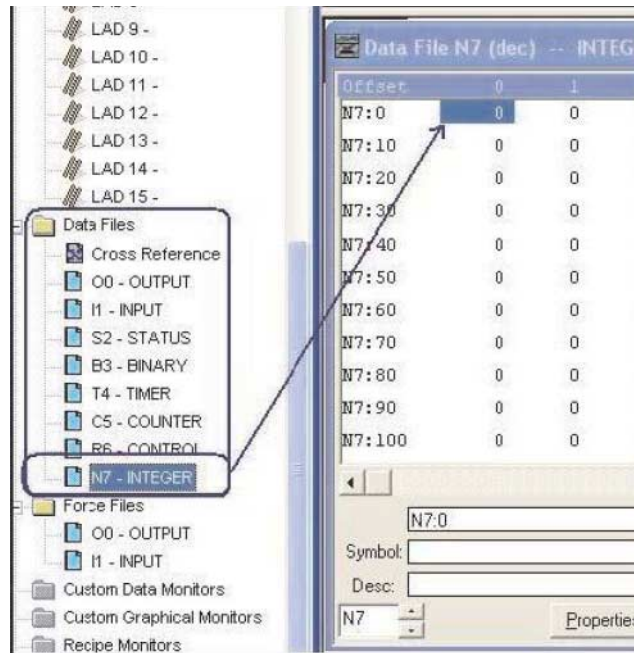 LAD 9 -
LAD 10 -
LAD 11 -
LAD 12 -
LAD 13 -
LAD 14 -
LAD 15 -
Data Files
Cross Reference
O0 - OUTPUT
I1 - INPUT
S2 - STATUS
B3 - BINARY
T4 - TIMER
C5 - COUNTER
R6 - CONTROL
N7 - INTEGER
Force Files
O0 - OUTPUT
I1 - INPUT
Custom Data Monitors
Custom Graphical Monitors
Recipe Monitors
Data File N7 (dec) -- INTEG
Offset 0 1
N7:0 0 0
N7:10 0 0
N7:20 0 0
N7:30 0 0
N7:40 0 0
N7:50 0 0
N7:60 0 0
N7:70 0 0
N7:80 0 0
N7:90 0 0
N7:100 0 0
N7:0
Symbol:
Desc:
N7 Properties